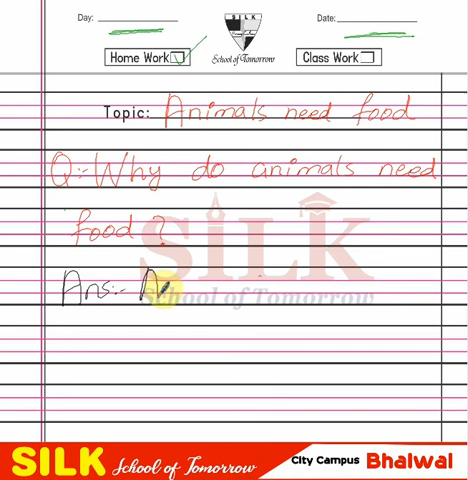 Day:
Date:
SILK
School of Tomorrow
Home Work
Class Work
Topic: Animals need food
Q:- Why do animals need
food?
SiLK
School of Tomorrow
Ans:- A
SILK School of Tomorrow
City Campus Bhalwal